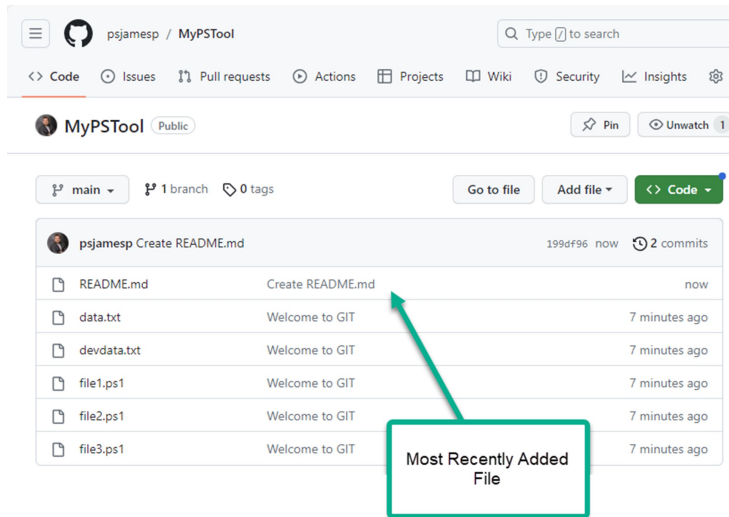 psjamesp / MyPSTool
Type / to search
<> Code Issues Pull requests Actions Projects Wiki Security Insights
MyPSTool Public Pin Unwatch 1
main 1 branch 0 tags Go to file Add file <> Code
psjamesp Create README.md 199df96 now 2 commits
README.md Create README.md now
data.txt Welcome to GIT 7 minutes ago
devdata.txt Welcome to GIT 7 minutes ago
file1.ps1 Welcome to GIT 7 minutes ago
file2.ps1 Welcome to GIT 7 minutes ago
file3.ps1 Welcome to GIT 7 minutes ago
Most Recently Added
File